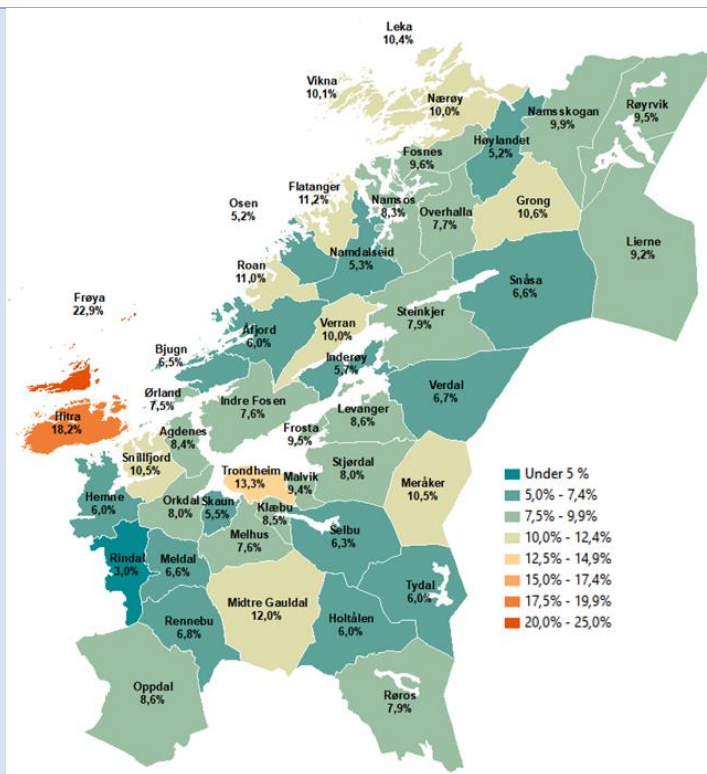 Leka
10,4%
Vikna
10,1%
Nærøy
10,0%
Namsskogan
9,9%
Røyrvik
9,5%
Høylandet
5,2%
Fosnes
9,6%
Flatanger
11,2%
Namsos
8,3%
Overhalla
7,7%
Grong
10,6%
Osen
5,2%
Lierne
9,2%
Namdalseid
5,3%
Roan
11,0%
Snåsa
6,6%
Frøya
22,9%
Steinkjer
7,9%
Verran
10,0%
Åfjord
6,0%
Bjugn
6,5%
Inderøy
5,7%
Verdal
6,7%
Ørland
7,5%
Indre Fosen
7,6%
Levanger
8,6%
Hitra
18,2%
Frosta
9,5%
Agdenes
8,4%
Snillfjord
10,5%
Trondheim
13,3%
Malvik
9,4%
Stjørdal
8,0%
Meråker
10,5%
Hemne
6,0%
Orkdal
8,0%
Skaun
5,5%
Klæbu
8,5%
Melhus
7,6%
Selbu
6,3%
Rindal
3,0%
Meldal
6,6%
Tydal
6,0%
Midtre Gauldal
12,0%
Rennebu
6,8%
Holtålen
6,0%
Oppdal
8,6%
Røros
7,9%
Under 5 %
5,0% - 7,4%
7,5% - 9,9%
10,0% - 12,4%
12,5% - 14,9%
15,0% - 17,4%
17,5% - 19,9%
20,0% - 25,0%